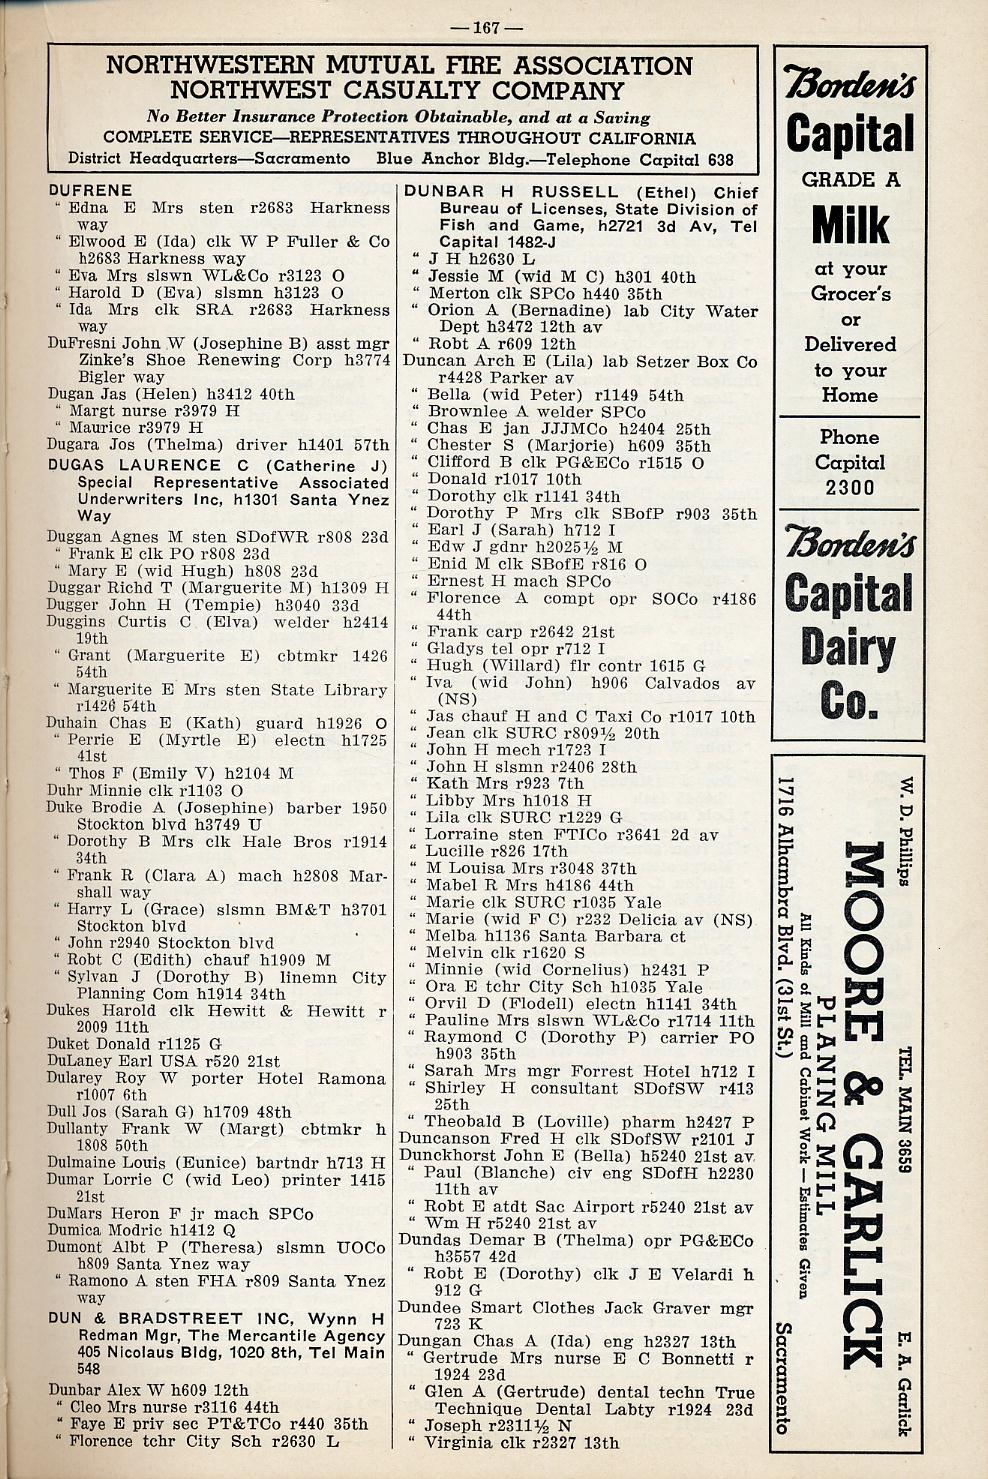 — 167 —
NORTHWESTERN MUTUAL FIRE ASSOCIATION
NORTHWEST CASUALTY COMPANY
No Better Insurance Protection Obtainable, and at a Saving
COMPLETE SERVICE—REPRESENTATIVES THROUGHOUT CALIFORNIA
District Headquarters—Sacramento Blue Anchor Bldg.—Telephone Capital 638
DUFRENE
" Edna E Mrs sten r2683 Harkness
way
" Elwood E (Ida) clk W P Fuller & Co
h2683 Harkness way
" Eva Mrs slswn WL&Co r3123 O
" Harold D (Eva) slsmn h3123 O
" Ida Mrs clk SRA r2683 Harkness
way
DuFresni John W (Josephine B) asst mgr
Zinke's Shoe Renewing Corp h3774
Bigler way
Dugan Jas (Helen) h3412 40th
" Margt nurse r3979 H
" Maurice r3979 H
Dugara Jos (Thelma) driver h1401 57th
DUGAS LAURENCE C (Catherine J)
Special Representative Associated
Underwriters Inc, h1301 Santa Ynez
Way
Duggan Agnes M sten SDofWR r808 23d
" Frank E clk PO r808 23d
" Mary E (wid Hugh) h808 23d
Duggar Richd T (Marguerite M) h1309 H
Dugger John H (Tempie) h3040 33d
Duggins Curtis C (Elva) welder h2414
19th
" Grant (Marguerite E) cbtmkr 1426
54th
" Marguerite E Mrs sten State Library
r1426 54th
Duhain Chas E (Kath) guard h1926 O
" Perrie E (Myrtle E) electn h1725
41st
" Thos F (Emily V) h2104 M
Duhr Minnie clk r1103 O
Duke Brodie A (Josephine) barber 1950
Stockton blvd h3749 U
" Dorothy B Mrs clk Hale Bros r1914
34th
" Frank R (Clara A) mach h2808 Mar-
shall way
" Harry L (Grace) slsmn BM&T h3701
Stockton blvd
" John r2940 Stockton blvd
" Robt C (Edith) chauf h1909 M
" Sylvan J (Dorothy B) linemn City
Planning Com h1914 34th
Dukes Harold clk Hewitt & Hewitt r
2009 11th
Duket Donald r1125 G
DuLaney Earl USA r520 21st
Dularey Roy W porter Hotel Ramona
r1007 6th
Dull Jos (Sarah G) h1709 48th
Dullanty Frank W (Margt) cbtmkr h
1808 50th
Dulmaine Louis (Eunice) bartndr h713 H
Dumar Lorrie C (wid Leo) printer 1415
21st
DuMars Heron F jr mach SPCo
Dumica Modric h1412 Q
Dumont Albt P (Theresa) slsmn UOCo
h809 Santa Ynez way
" Ramono A sten FHA r809 Santa Ynez
way
DUN & BRADSTREET INC, Wynn H
Redman Mgr, The Mercantile Agency
405 Nicolaus Bldg, 1020 8th, Tel Main
548
Dunbar Alex W h609 12th
" Cleo Mrs nurse r3116 44th
" Faye E priv sec PT&TCo r440 35th
" Florence tchr City Sch r2630 L
DUNBAR H RUSSELL (Ethel) Chief
Bureau of Licenses, State Division of
Fish and Game, h2721 3d Av, Tel
Capital 1482-J
" J H h2630 L
" Jessie M (wid M C) h301 40th
" Merton clk SPCo h440 35th
" Orion A (Bernadine) lab City Water
Dept h3472 12th av
" Robt A r609 12th
Duncan Arch E (Lila) lab Setzer Box Co
r4428 Parker av
" Bella (wid Peter) r1149 54th
" Brownlee A welder SPCo
" Chas E jan JJJMCo h2404 25th
" Chester S (Marjorie) h609 35th
" Clifford B clk PG&ECo r1515 O
" Donald r1017 10th
" Dorothy clk r1141 34th
" Dorothy P Mrs clk SBofP r903 35th
" Earl J (Sarah) h712 I
" Edw J gdnr h2025½ M
" Enid M clk SBofE r816 O
" Ernest H mach SPCo
" Florence A compt opr SOCo r4186
44th
" Frank carp r2642 21st
" Gladys tel opr r712 I
" Hugh (Willard) flr contr 1615 G
" Iva (wid John) h906 Calvados av
(NS)
" Jas chauf H and C Taxi Co r1017 10th
" Jean clk SURC r809½ 20th
" John H mech r1723 I
" John H slsmn r2406 28th
" Kath Mrs r923 7th
" Libby Mrs h1018 H
" Lila clk SURC r1229 G
" Lorraine sten FTICo r3641 2d av
" Lucille r826 17th
" M Louisa Mrs r3048 37th
" Mabel R Mrs h4186 44th
" Marie clk SURC r1035 Yale
" Marie (wid F C) r232 Delicia av (NS)
" Melba h1136 Santa Barbara ct
" Melvin clk r1620 S
" Minnie (wid Cornelius) h2431 P
" Ora E tchr City Sch h1035 Yale
" Orvil D (Flodell) electn h1141 34th
" Pauline Mrs slswn WL&Co r1714 11th
" Raymond C (Dorothy P) carrier PO
h903 35th
" Sarah Mrs mgr Forrest Hotel h712 I
" Shirley H consultant SDofSW r413
25th
" Theobald B (Loville) pharm h2427 P
Duncanson Fred H clk SDofSW r2101 J
Dunckhorst John E (Bella) h5240 21st av
" Paul (Blanche) civ eng SDofH h2230
11th av
" Robt E atdt Sac Airport r5240 21st av
" Wm H r5240 21st av
Dundas Demar B (Thelma) opr PG&ECo
h3557 42d
" Robt E (Dorothy) clk J E Velardi h
912 G
Dundee Smart Clothes Jack Graver mgr
723 K
Dungan Chas A (Ida) eng h2327 13th
" Gertrude Mrs nurse E C Bonnetti r
1924 23d
" Glen A (Gertrude) dental techn True
Technique Dental Labty r1924 23d
" Joseph r2311½ N
" Virginia clk r2327 13th
Borden's
Capital
GRADE A
Milk
at your
Grocer's
or
Delivered
to your
Home
Phone
Capital
2300
Borden's
Capital
Dairy
Co.
W. D. Phillips TEL. MAIN 3659 E. A. Garlick
MOORE & GARLICK
PLANING MILL
All Kinds of Mill and Cabinet Work — Estimates Given
1716 Alhambra Blvd. (31st St.) Sacramento